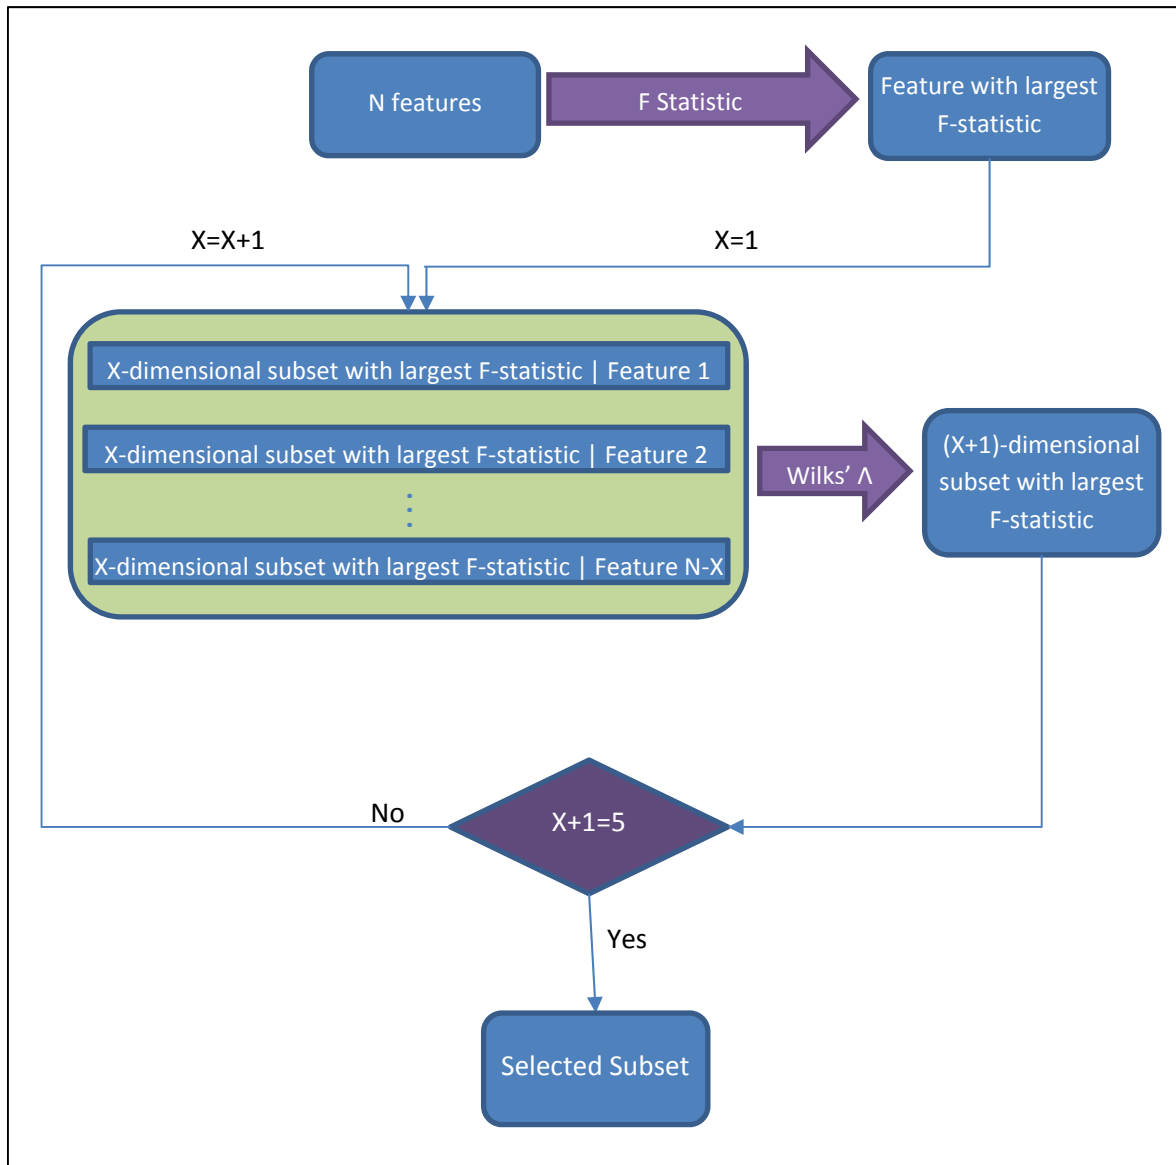 N features
F Statistic
Feature with largest
F-statistic
X=X+1
X=1
X-dimensional subset with largest F-statistic | Feature 1
X-dimensional subset with largest F-statistic | Feature 2
⋮
X-dimensional subset with largest F-statistic | Feature N-X
Wilks’ Λ
(X+1)-dimensional
subset with largest
F-statistic
No
X+1=5
Yes
Selected Subset